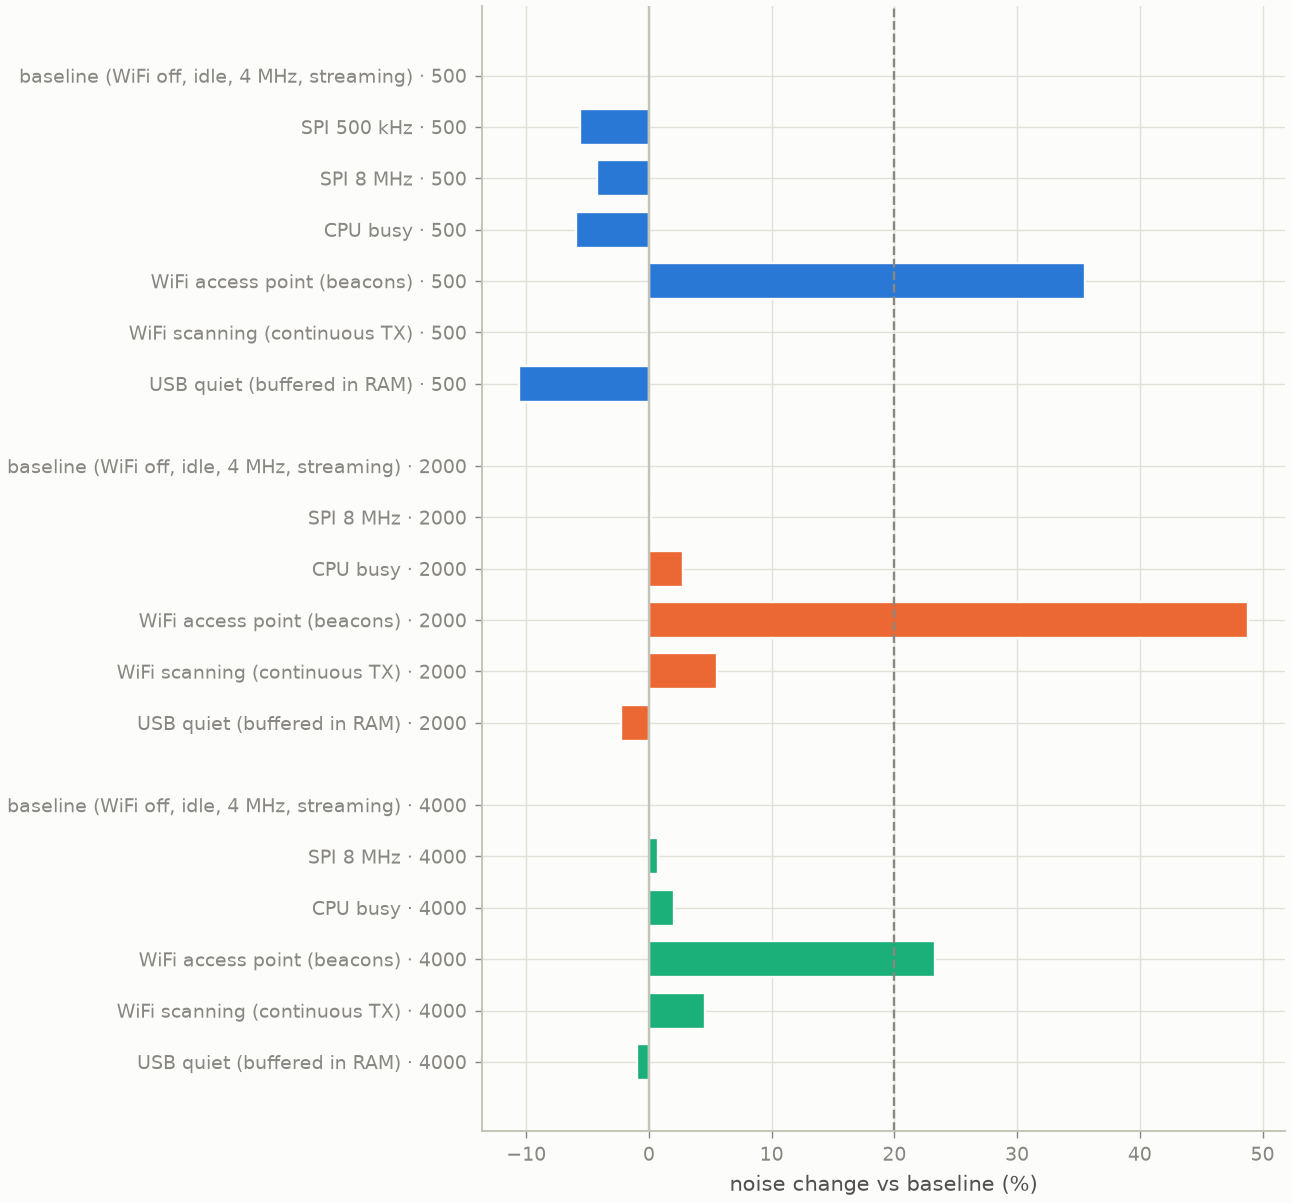 baseline (WiFi off, idle, 4 MHz, streaming) · 500
SPI 500 kHz · 500
SPI 8 MHz · 500
CPU busy · 500
WiFi access point (beacons) · 500
WiFi scanning (continuous TX) · 500
USB quiet (buffered in RAM) · 500
baseline (WiFi off, idle, 4 MHz, streaming) · 2000
SPI 8 MHz · 2000
CPU busy · 2000
WiFi access point (beacons) · 2000
WiFi scanning (continuous TX) · 2000
USB quiet (buffered in RAM) · 2000
baseline (WiFi off, idle, 4 MHz, streaming) · 4000
SPI 8 MHz · 4000
CPU busy · 4000
WiFi access point (beacons) · 4000
WiFi scanning (continuous TX) · 4000
USB quiet (buffered in RAM) · 4000
−10 0 10 20 30 40 50
noise change vs baseline (%)